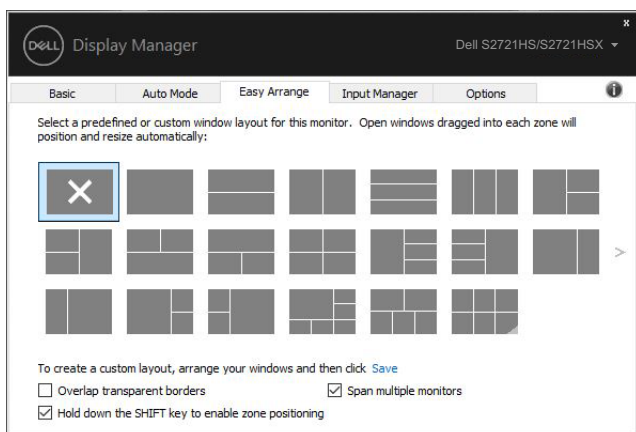 x
DELL Display Manager Dell S2721HS/S2721HSX
Basic Auto Mode Easy Arrange Input Manager Options i
Select a predefined or custom window layout for this monitor. Open windows dragged into each zone will
position and resize automatically:
>
To create a custom layout, arrange your windows and then click Save
Overlap transparent borders Span multiple monitors
Hold down the SHIFT key to enable zone positioning